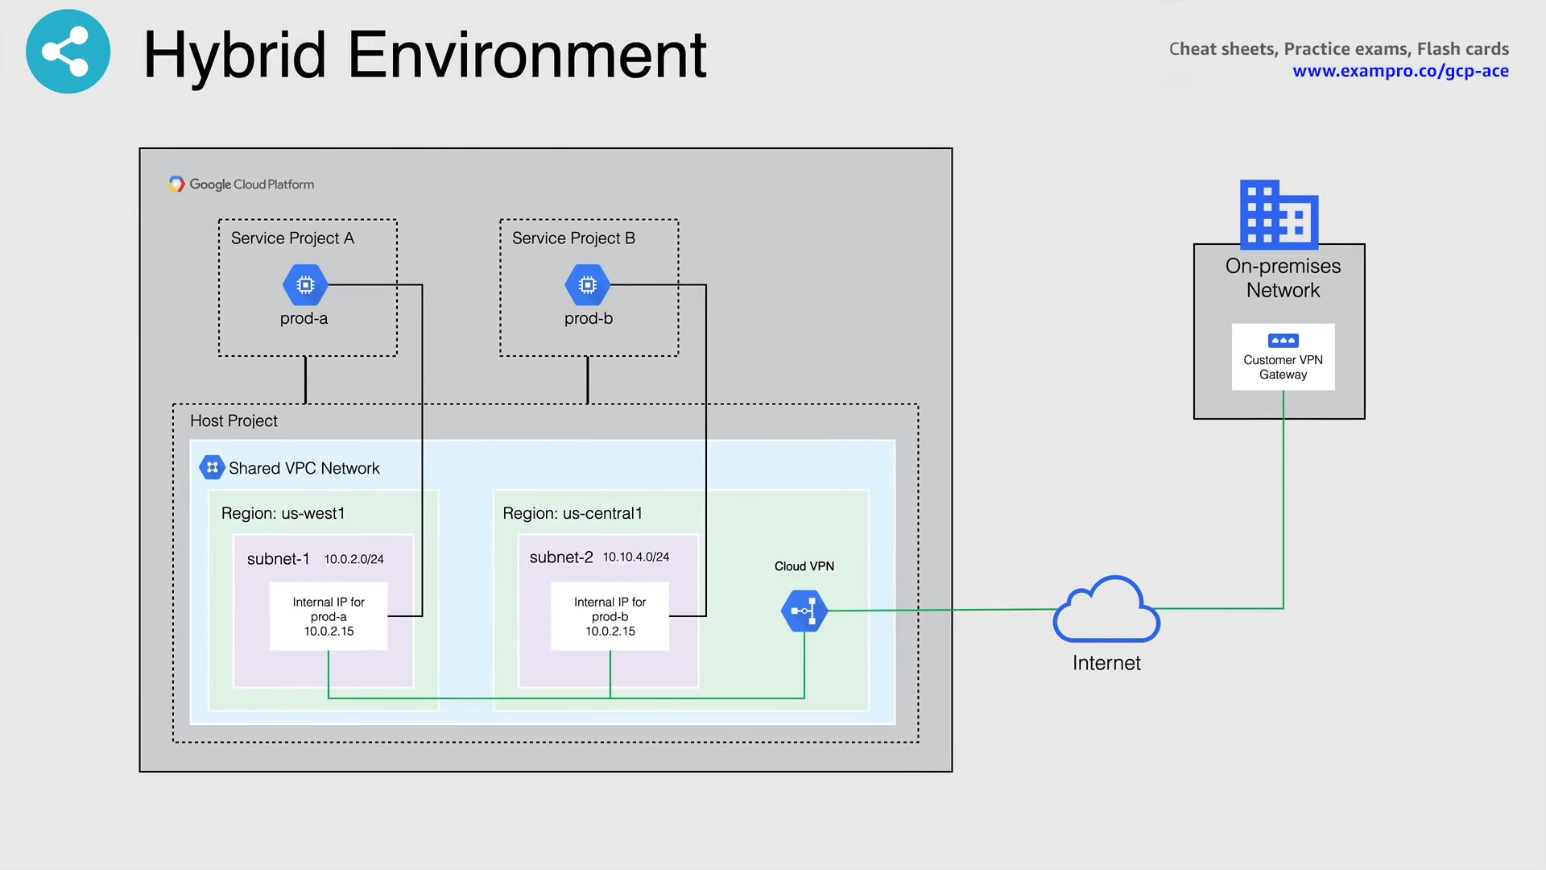 Hybrid Environment
Cheat sheets, Practice exams, Flash cards
www.exampro.co/gcp-ace
Google Cloud Platform
Service Project A
prod-a
Service Project B
prod-b
On-premises
Network
Customer VPN
Gateway
Host Project
Shared VPC Network
Region: us-west1
subnet-1 10.0.2.0/24
Internal IP for
prod-a
10.0.2.15
Region: us-central1
subnet-2 10.10.4.0/24
Internal IP for
prod-b
10.0.2.15
Cloud VPN
Internet